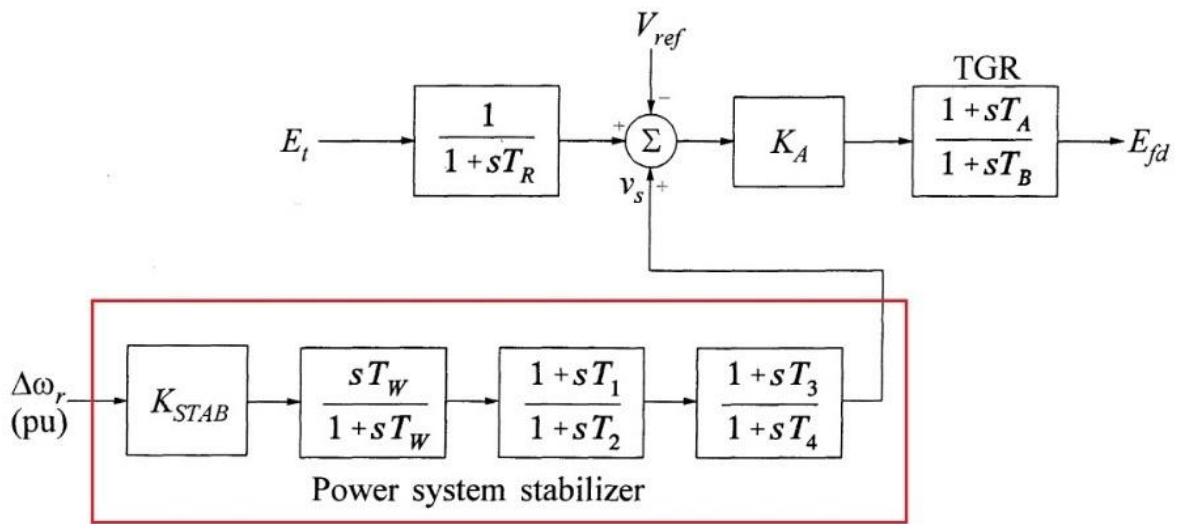 V_ref
TGR
E_t
+
−
Σ
v_s
+
1
1+sT_R
K_A
1+sT_A
1+sT_B
E_fd
Δω_r
(pu)
K_STAB
sT_W
1+sT_W
1+sT_1
1+sT_2
1+sT_3
1+sT_4
Power system stabilizer